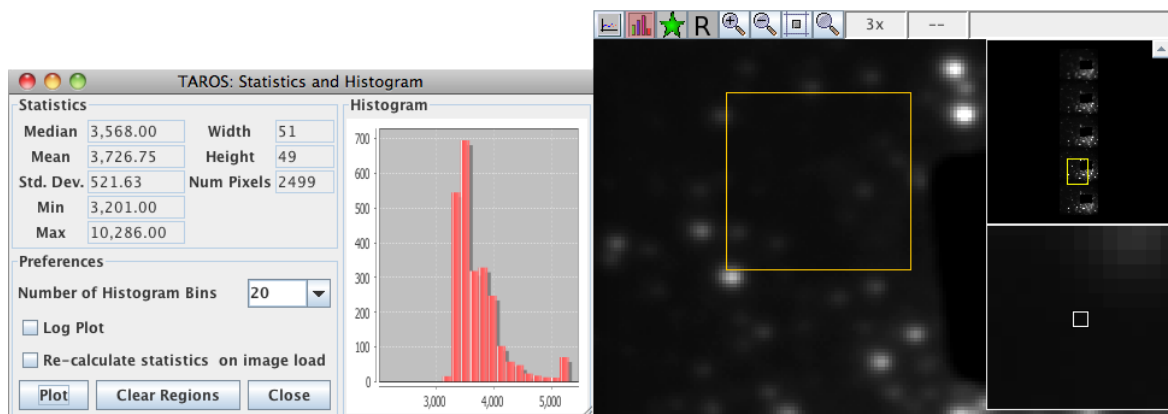 TAROS: Statistics and Histogram
Statistics
Median 3,568.00 Width 51
Mean 3,726.75 Height 49
Std. Dev. 521.63 Num Pixels 2499
Min 3,201.00
Max 10,286.00
Preferences
Number of Histogram Bins 20
Log Plot
Re-calculate statistics on image load
Plot Clear Regions Close
Histogram
700
600
500
400
300
200
100
0
3,000 4,000 5,000
R 3x --